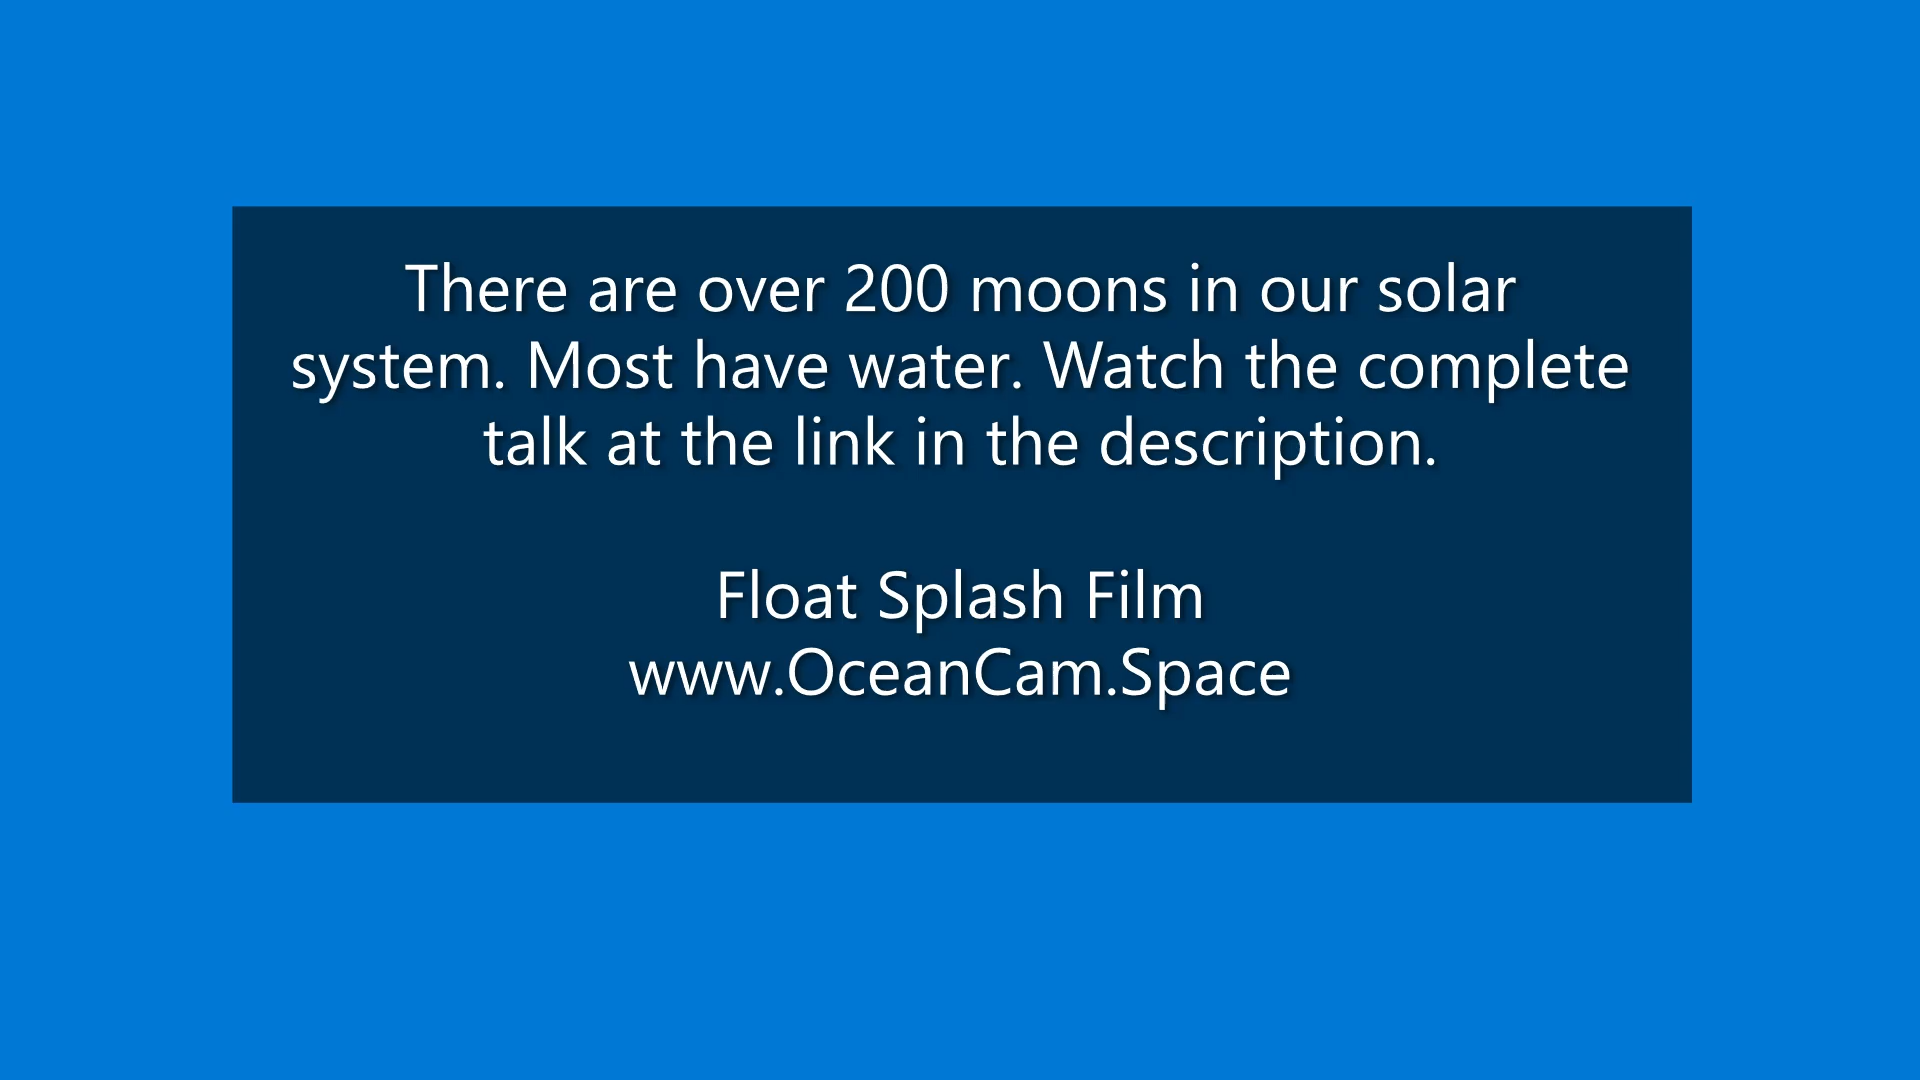 There are over 200 moons in our solar
system. Most have water. Watch the complete
talk at the link in the description.
Float Splash Film
www.OceanCam.Space